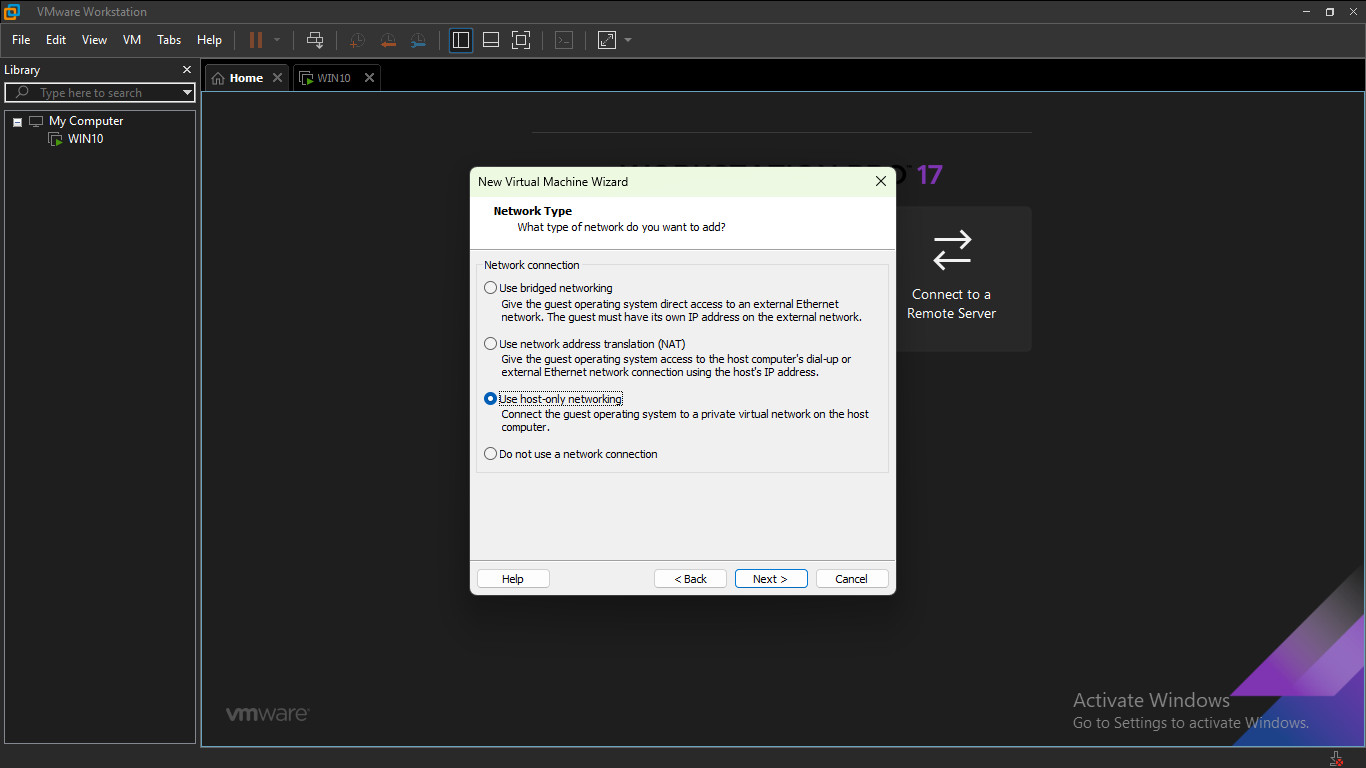 VMware Workstation
File Edit View VM Tabs Help
Library
Type here to search
My Computer
WIN10
Home
WIN10
17
New Virtual Machine Wizard
Network Type
What type of network do you want to add?
Network connection
Use bridged networking
Give the guest operating system direct access to an external Ethernet
network. The guest must have its own IP address on the external network.
Use network address translation (NAT)
Give the guest operating system access to the host computer's dial-up or
external Ethernet network connection using the host's IP address.
Use host-only networking
Connect the guest operating system to a private virtual network on the host
computer.
Do not use a network connection
Help
< Back
Next >
Cancel
Connect to a
Remote Server
vmware
Activate Windows
Go to Settings to activate Windows.